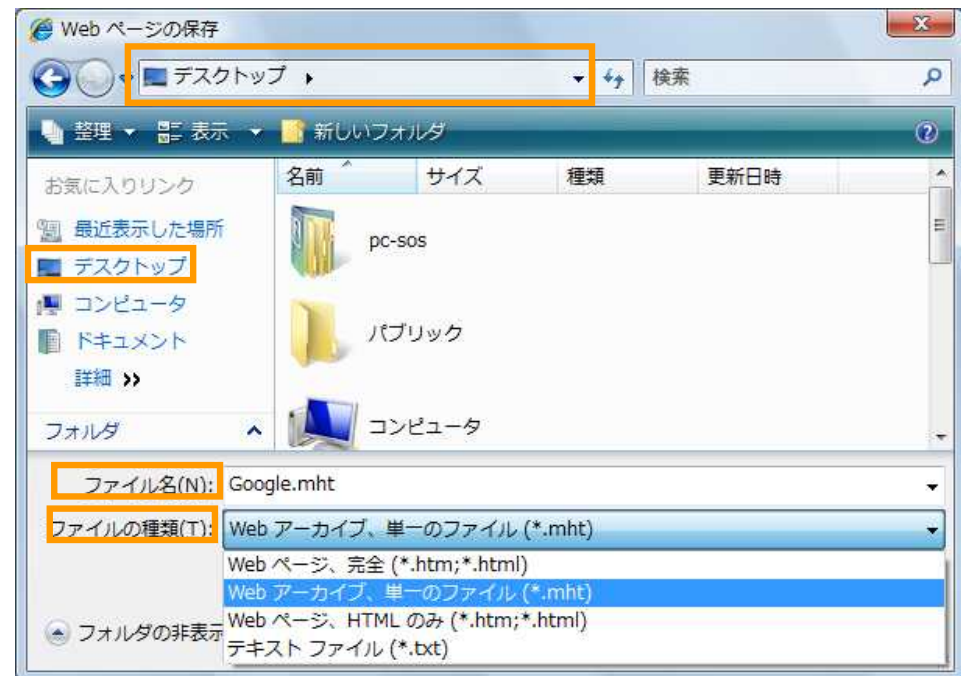 Web ページの保存
デスクトップ
検索
整理 表示 新しいフォルダ
お気に入りリンク
最近表示した場所
デスクトップ
コンピュータ
ドキュメント
詳細 >>
フォルダ
名前 サイズ 種類 更新日時
pc-sos
パブリック
コンピュータ
ファイル名(N): Google.mht
ファイルの種類(T): Web アーカイブ、単一のファイル (*.mht)
Web ページ、完全 (*.htm;*.html)
Web アーカイブ、単一のファイル (*.mht)
Web ページ、HTML のみ (*.htm;*.html)
テキスト ファイル (*.txt)
フォルダの非表示